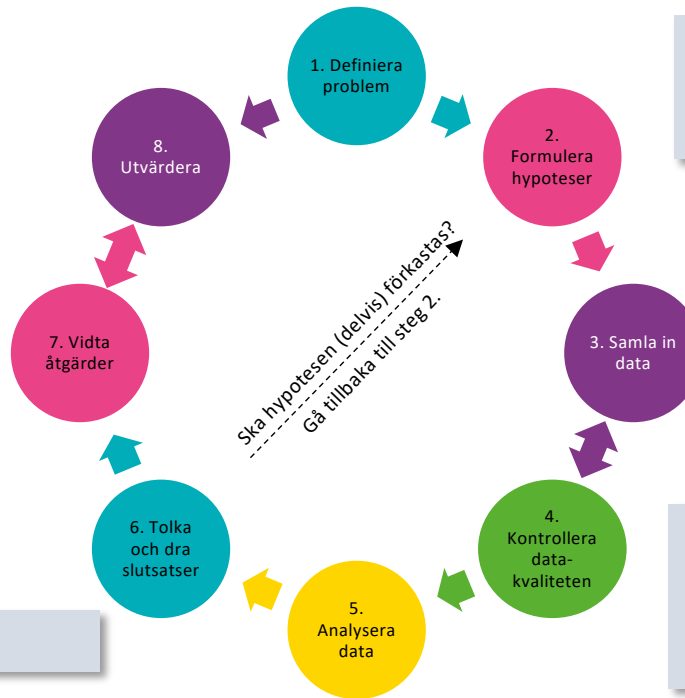 1. Definiera
problem
2.
Formulera
hypoteser
3. Samla in
data
4.
Kontrollera
data-
kvaliteten
5.
Analysera
data
6. Tolka
och dra
slutsatser
7. Vidta
åtgärder
8.
Utvärdera
Ska hypotesen (delvis) förkastas?
Gå tillbaka till steg 2.